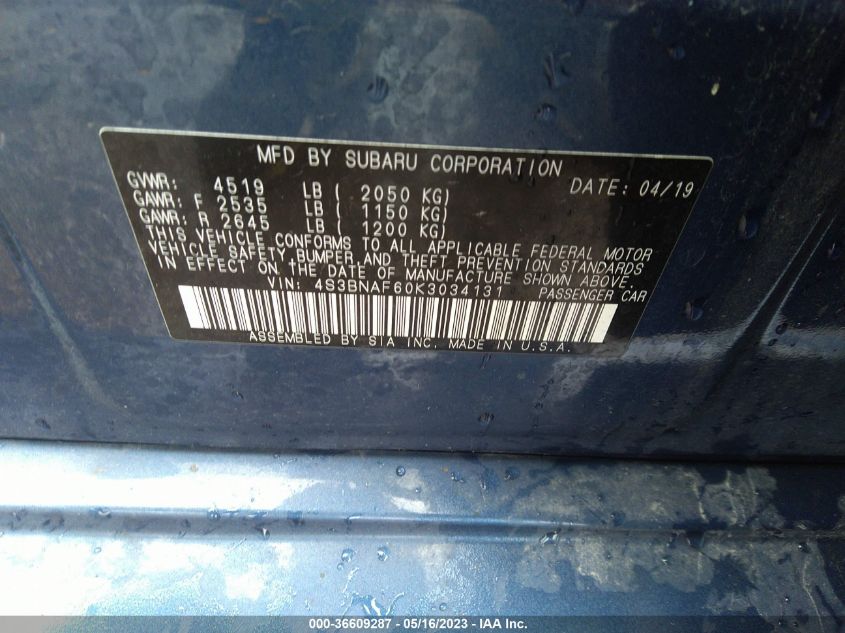 MFD BY SUBARU CORPORATION
GVWR: 4519 LB ( 2050 KG) DATE: 04/19
GAWR: F 2535 LB ( 1150 KG)
GAWR: R 2645 LB ( 1200 KG)
THIS VEHICLE CONFORMS TO ALL APPLICABLE FEDERAL MOTOR
VEHICLE SAFETY, BUMPER, AND THEFT PREVENTION STANDARDS
IN EFFECT ON THE DATE OF MANUFACTURE SHOWN ABOVE.
VIN: 4S3BNAF60K3034131 PASSENGER CAR
ASSEMBLED BY SIA INC. MADE IN U.S.A.
000-36609287 - 05/16/2023 - IAA Inc.